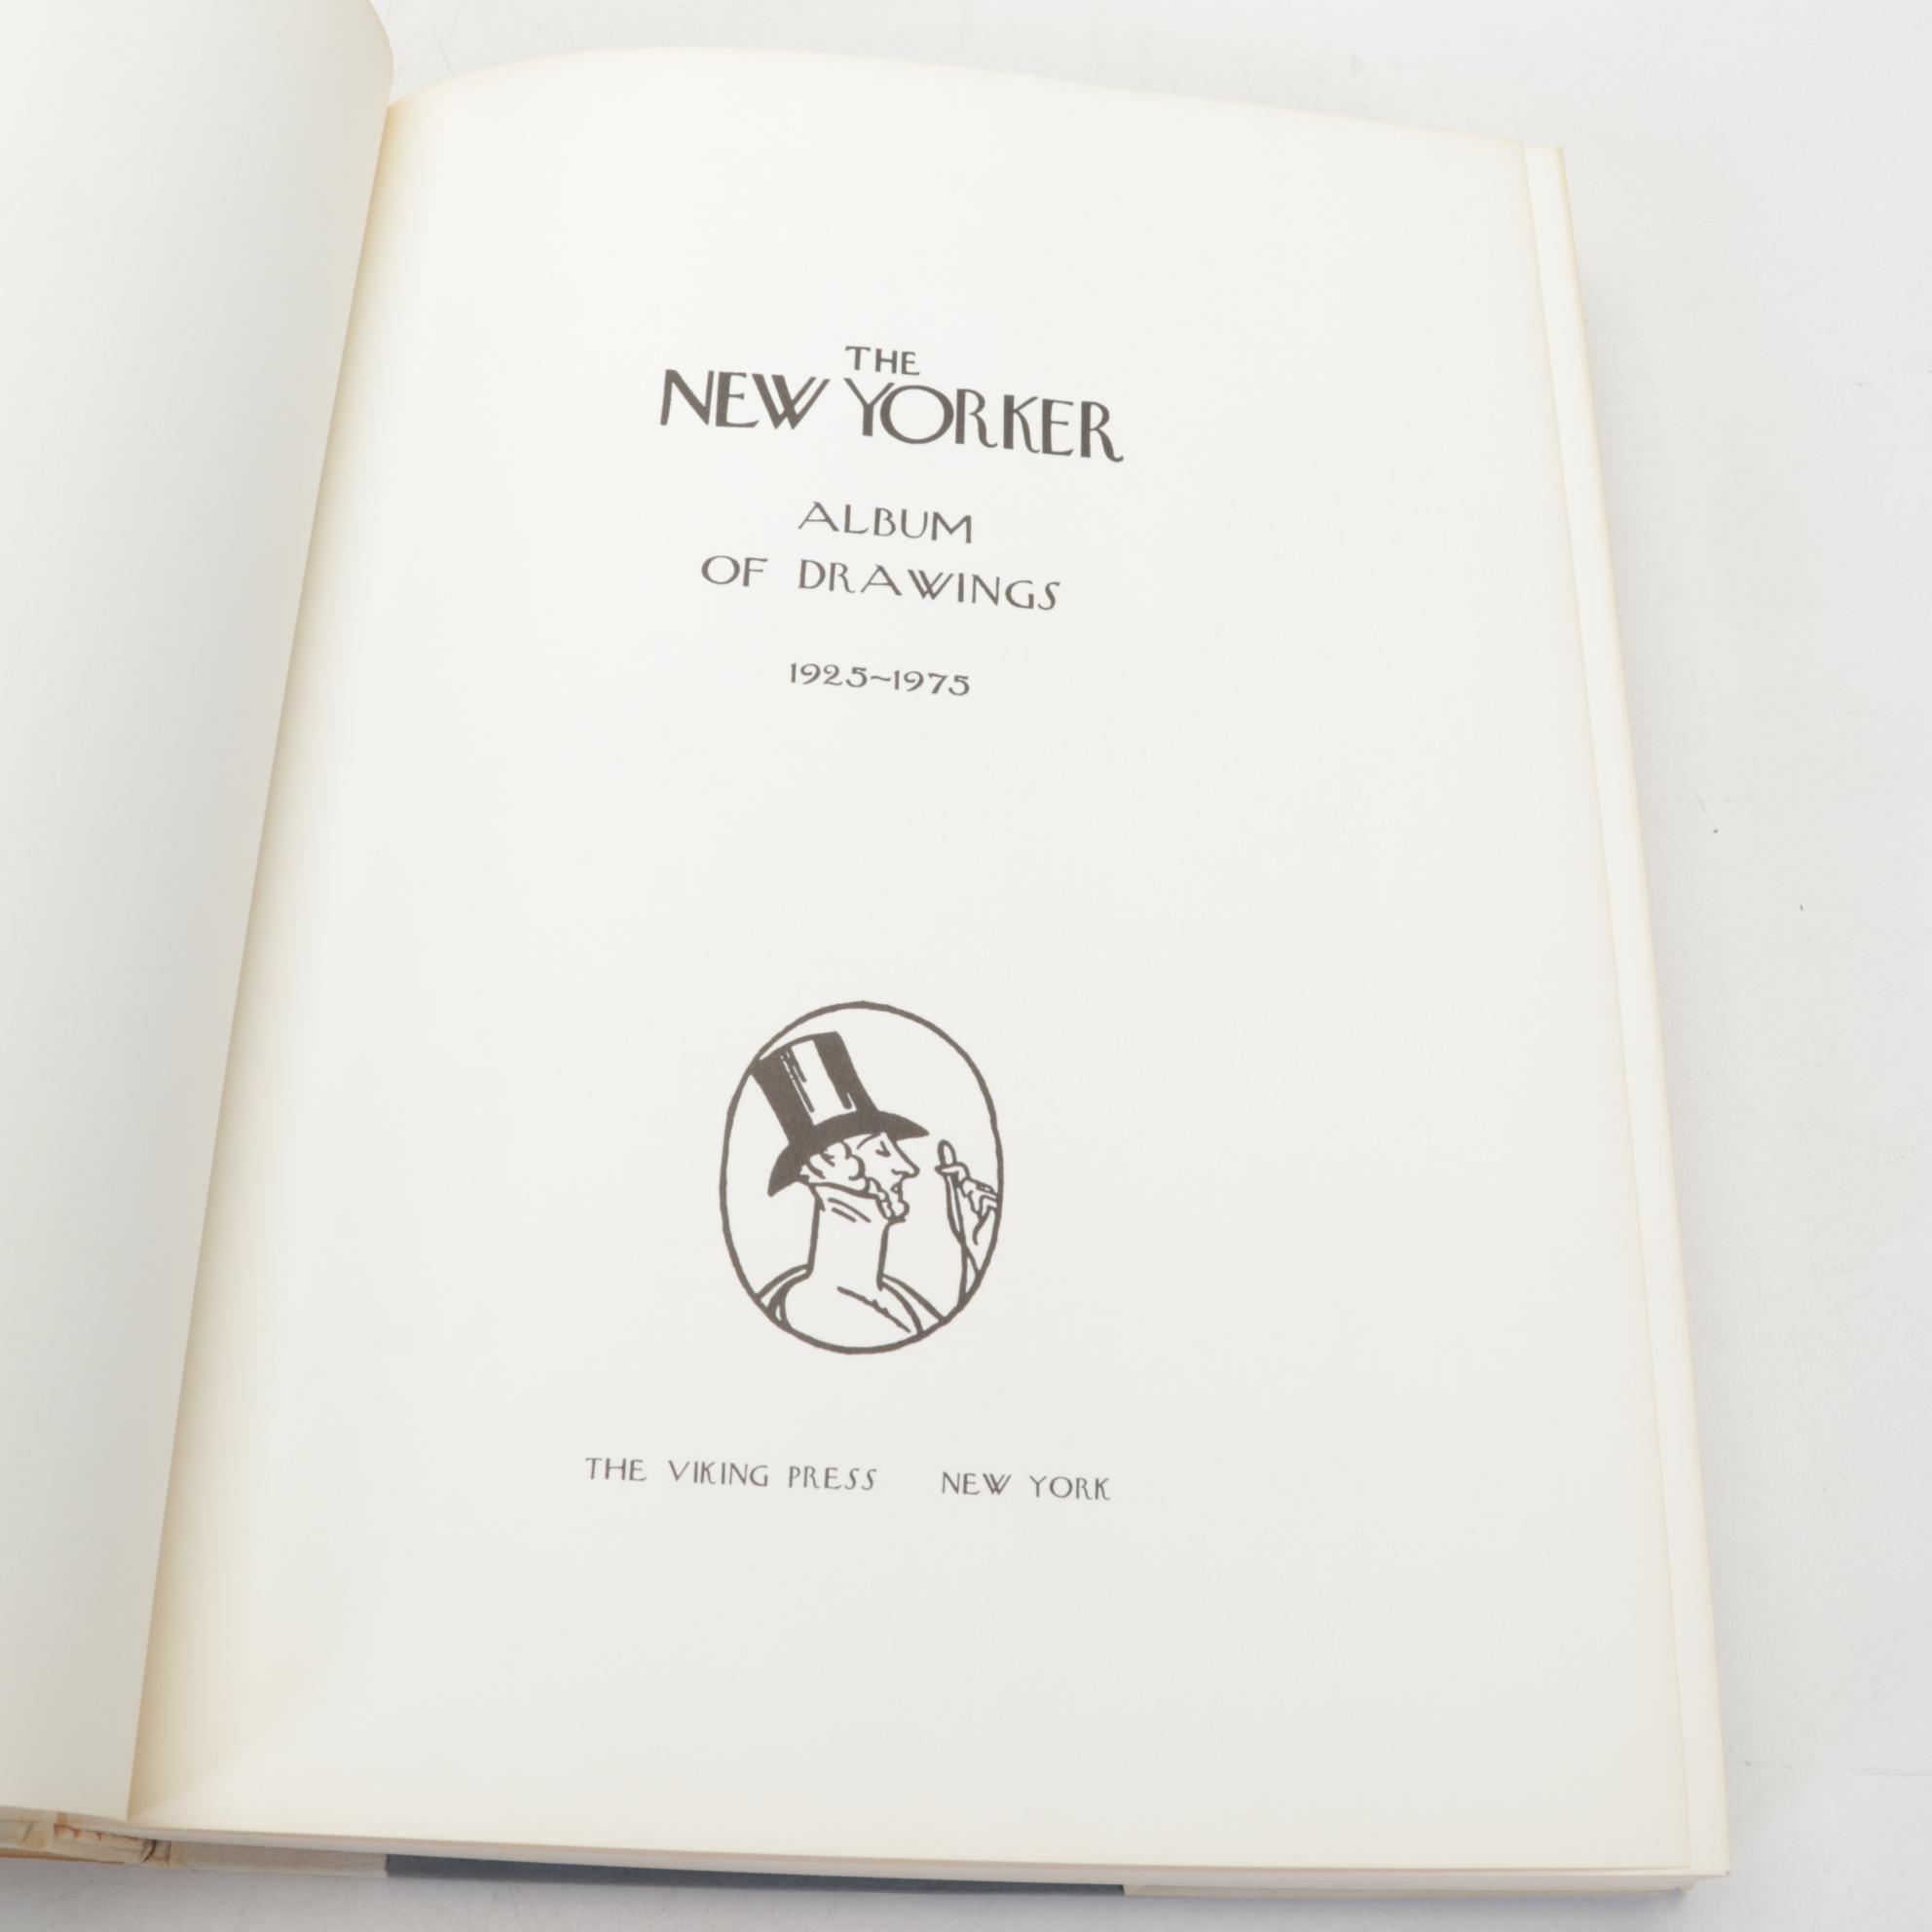 THE
NEW YORKER
ALBUM
OF DRAWINGS
1925~1975
THE VIKING PRESS NEW YORK